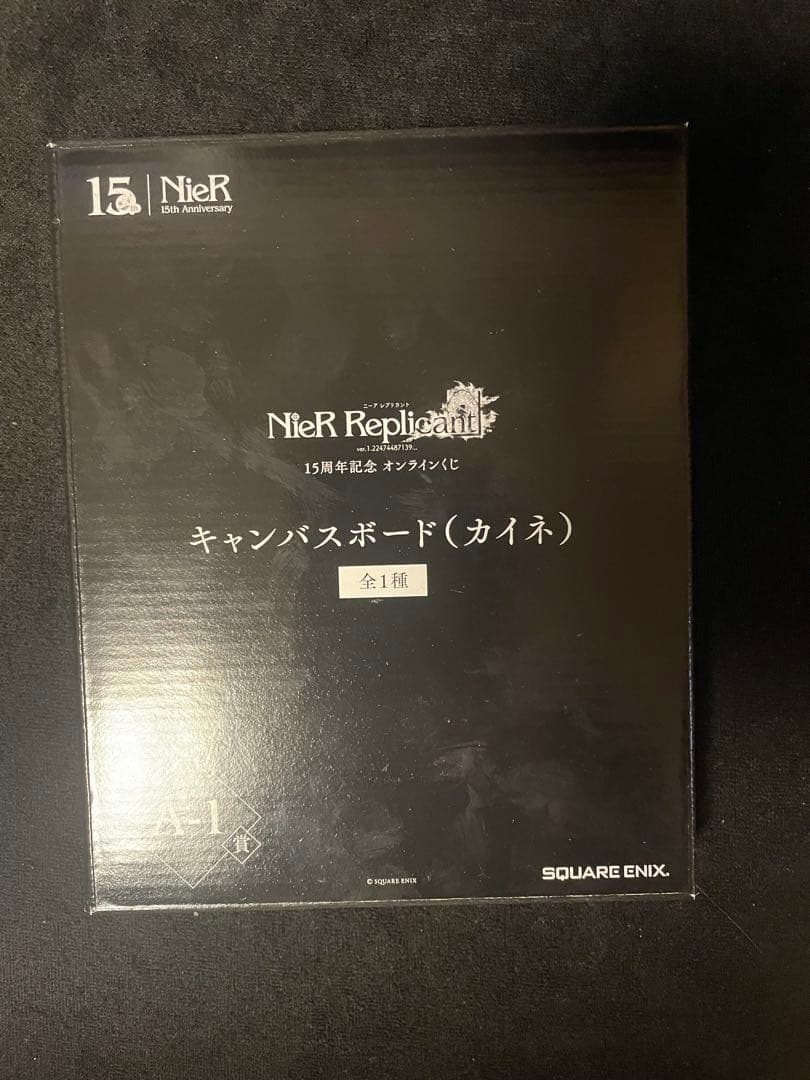 15th
NieR
15th Anniversary
ニーア レプリカント
NieR Replicant
ver.1.22474487139...
15周年記念 オンラインくじ
キャンバスボード(カイネ)
全1種
A-1
賞
© SQUARE ENIX
SQUARE ENIX.